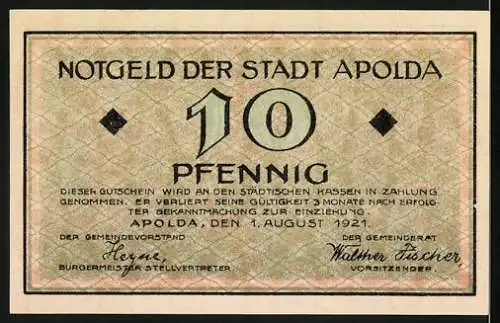 NOTGELD DER STADT APOLDA
10
PFENNIG
DIESER GUTSCHEIN WIRD AN DEN STÄDTISCHEN KASSEN IN ZAHLUNG
GENOMMEN. ER VERLIERT SEINE GÜLTIGKEIT 3 MONATE NACH ERFOLG-
TER BEKANNTMACHUNG ZUR EINZIEHUNG.
APOLDA, DEN 1. AUGUST 1921.
DER GEMEINDEVORSTAND DER GEMEINDERAT
Heyne, Walther Fischer,
BÜRGERMEISTER STELLVERTRETER. VORSITZENDER.